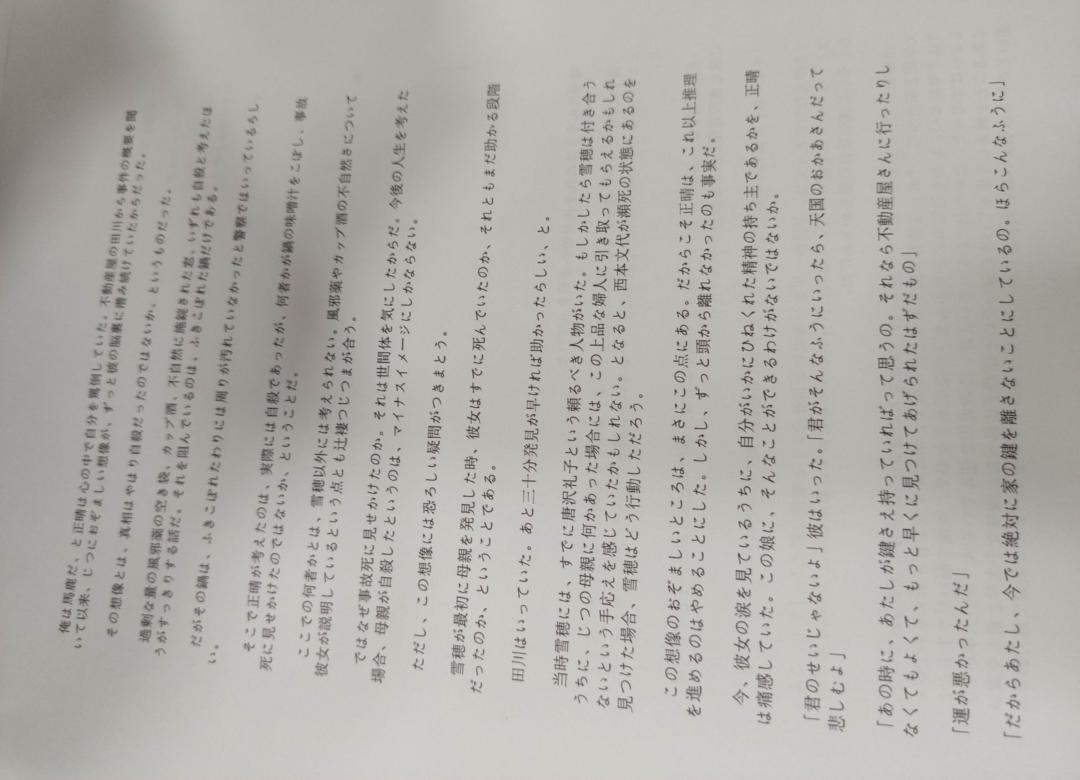 俺は馬鹿だ、と正晴は心の中で自分を罵倒していた。不動産屋の田川から事件の概要を聞
いて以来、じつにおぞましい想像が、ずっと彼の脳裏に潜み続けていたからだった。
その想像とは、真相はやはり自殺だったのではないか、というものだった。
過剰な量の風邪薬の空き袋、カップ酒、不自然に施錠された窓、いずれも自殺と考えたほ
うがすっきりする話だ。それを阻んでいるのは、ふきこぼれた鍋だけである。
だがその鍋は、ふきこぼれたわりには周りが汚れていなかったと警察ではいっているらし
い。
そこで正晴が考えたのは、実際には自殺であったが、何者かが鍋の味噌汁をこぼし、事故
死に見せかけたのではないか、ということだ。
ここでの何者かとは、雪穂以外には考えられない。風邪薬やカップ酒の不自然さについて
彼女が説明しているという点とも辻褄つじつまが合う。
ではなぜ事故死に見せかけたのか。それは世間体を気にしたからだ。今後の人生を考えた
場合、母親が自殺したというのは、マイナスイメージにしかならない。
ただし、この想像には恐ろしい疑問がつきまとう。
雪穂が最初に母親を発見した時、彼女はすでに死んでいたのか、それともまだ助かる段階
だったのか、ということである。
田川はいっていた。あと三十分発見が早ければ助かったらしい、と。
当時雪穂には、すでに唐沢礼子という頼るべき人物がいた。もしかしたら雪穂は付き合う
うちに、じつの母親に何かあった場合には、この上品な婦人に引き取ってもらえるかもしれ
ないという手応えを感じていたかもしれない。となると、西本文代が瀕死の状態にあるのを
見つけた場合、雪穂はどう行動しただろう。
この想像のおぞましいところは、まさにこの点にある。だからこそ正晴は、これ以上推理
を進めるのはやめることにした。しかし、ずっと頭から離れなかったのも事実だ。
今、彼女の涙を見ているうちに、自分がいかにひねくれた精神の持ち主であるかを、正晴
は痛感していた。この娘に、そんなことができるわけがないではないか。
「君のせいじゃないよ」彼はいった。「君がそんなふうにいったら、天国のおかあさんだって
悲しむよ」
「あの時に、あたしが鍵さえ持っていればって思うの。それなら不動産屋さんに行ったりし
なくてもよくて、もっと早くに見つけてあげられたはずだもの」
「運が悪かったんだ」
「だからあたし、今では絶対に家の鍵を離さないことにしているの。ほらこんなふうに」